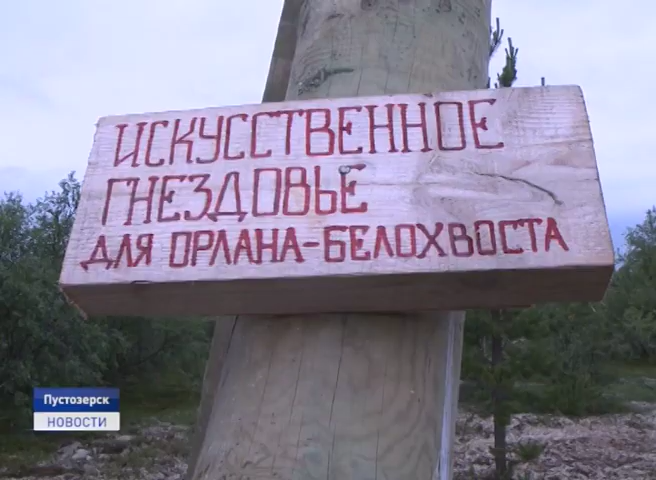 ИСКУССТВЕННОЕ
ГНЕЗДОВЬЕ
ДЛЯ ОРЛАНА-БЕЛОХВОСТА
Пустозерск
НОВОСТИ